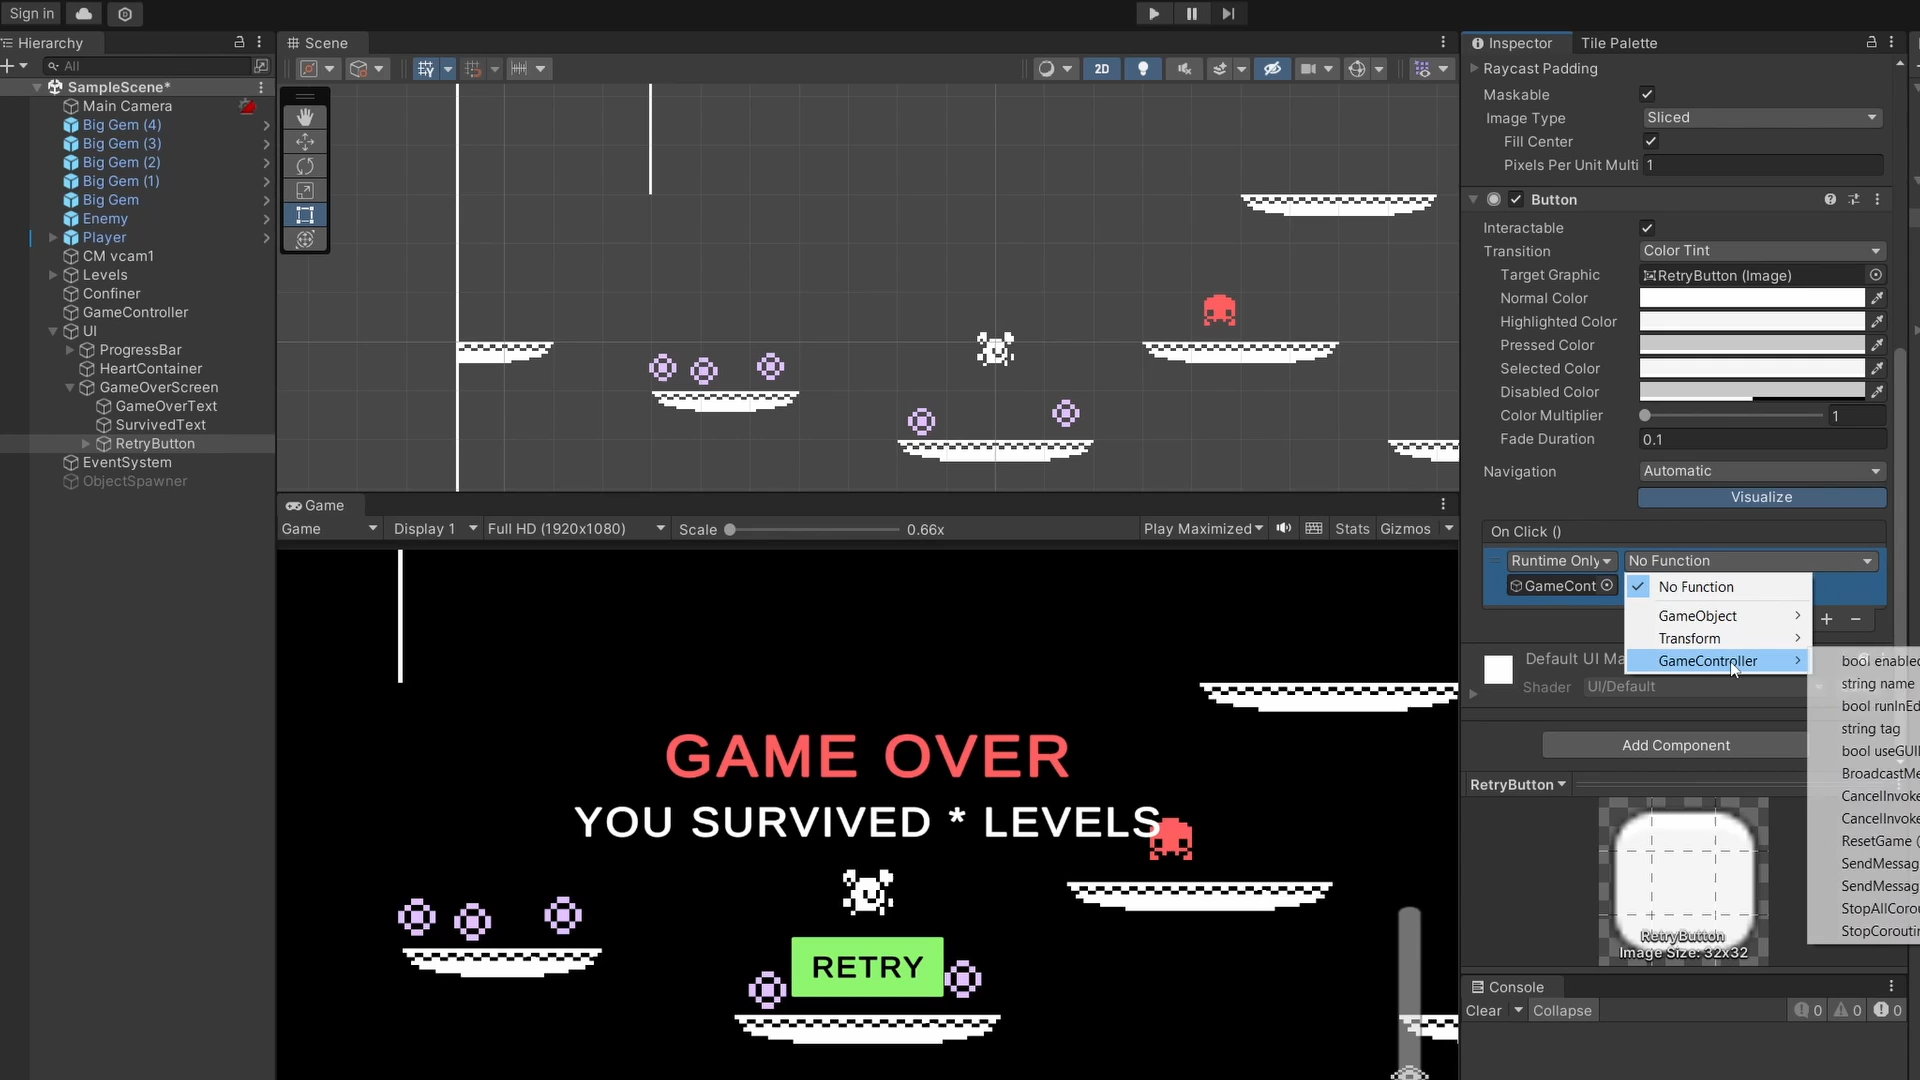 Sign in
Hierarchy
All
SampleScene*
Main Camera
Big Gem (4)
Big Gem (3)
Big Gem (2)
Big Gem (1)
Big Gem
Enemy
Player
CM vcam1
Levels
Confiner
GameController
UI
ProgressBar
HeartContainer
GameOverScreen
GameOverText
SurvivedText
RetryButton
EventSystem
ObjectSpawner
Scene
2D
Game
Game
Display 1
Full HD (1920x1080)
Scale
0.66x
Play Maximized
Stats
Gizmos
GAME OVER
YOU SURVIVED * LEVELS
RETRY
Inspector
Tile Palette
Raycast Padding
Maskable
Image Type
Sliced
Fill Center
Pixels Per Unit Multi
1
Button
Interactable
Transition
Color Tint
Target Graphic
RetryButton (Image)
Normal Color
Highlighted Color
Pressed Color
Selected Color
Disabled Color
Color Multiplier
1
Fade Duration
0.1
Navigation
Automatic
Visualize
On Click ()
Runtime Only
No Function
GameCont
No Function
GameObject
Transform
GameController
bool enabled
string name
bool runInEd
string tag
bool useGUI
BroadcastMe
CancelInvoke
CancelInvoke
ResetGame (
SendMessag
SendMessag
StopAllCorou
StopCoroutin
Default UI Ma
Shader
UI/Default
Add Component
RetryButton
RetryButton
Image Size: 32x32
Console
Clear
Collapse
0
0
0